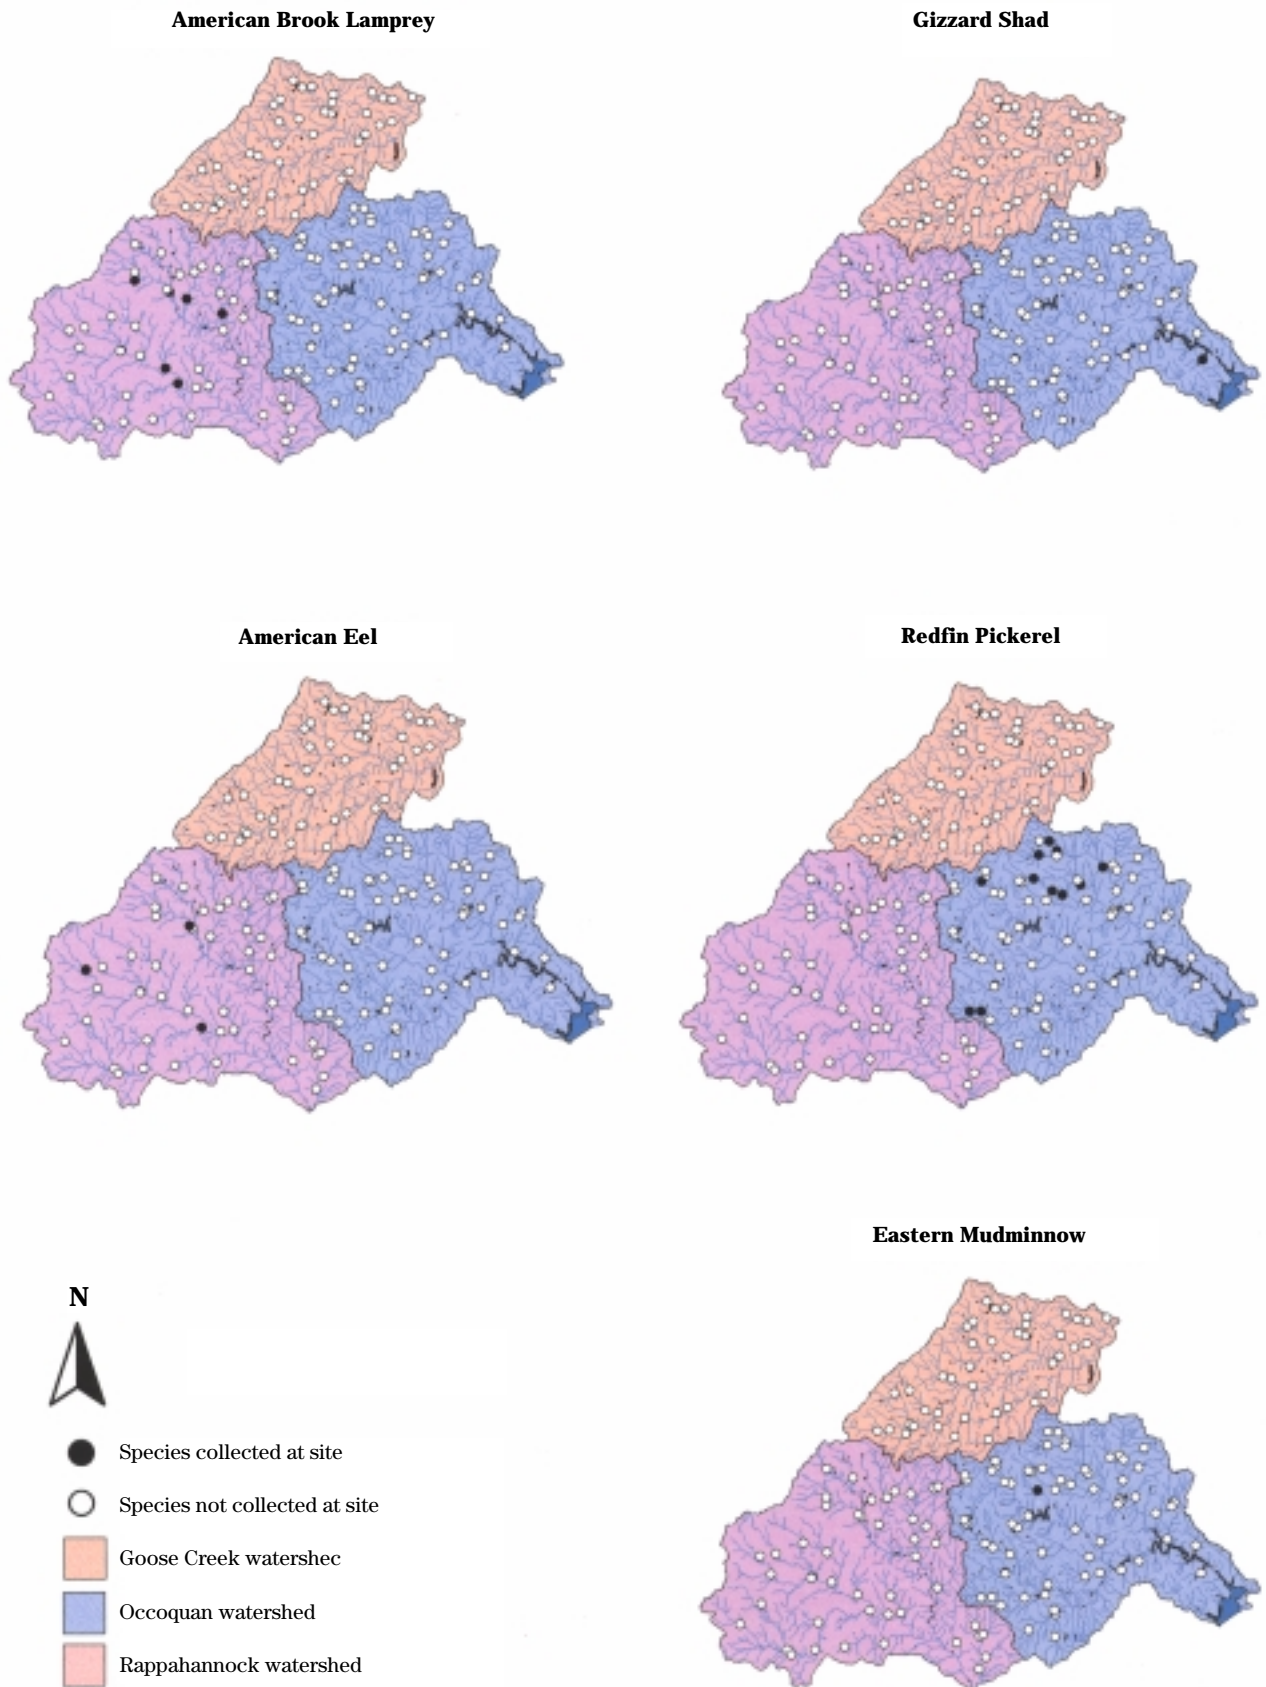 American Brook Lamprey
Gizzard Shad
American Eel
Redfin Pickerel
Eastern Mudminnow
N
Species collected at site
Species not collected at site
Goose Creek watershec
Occoquan watershed
Rappahannock watershed